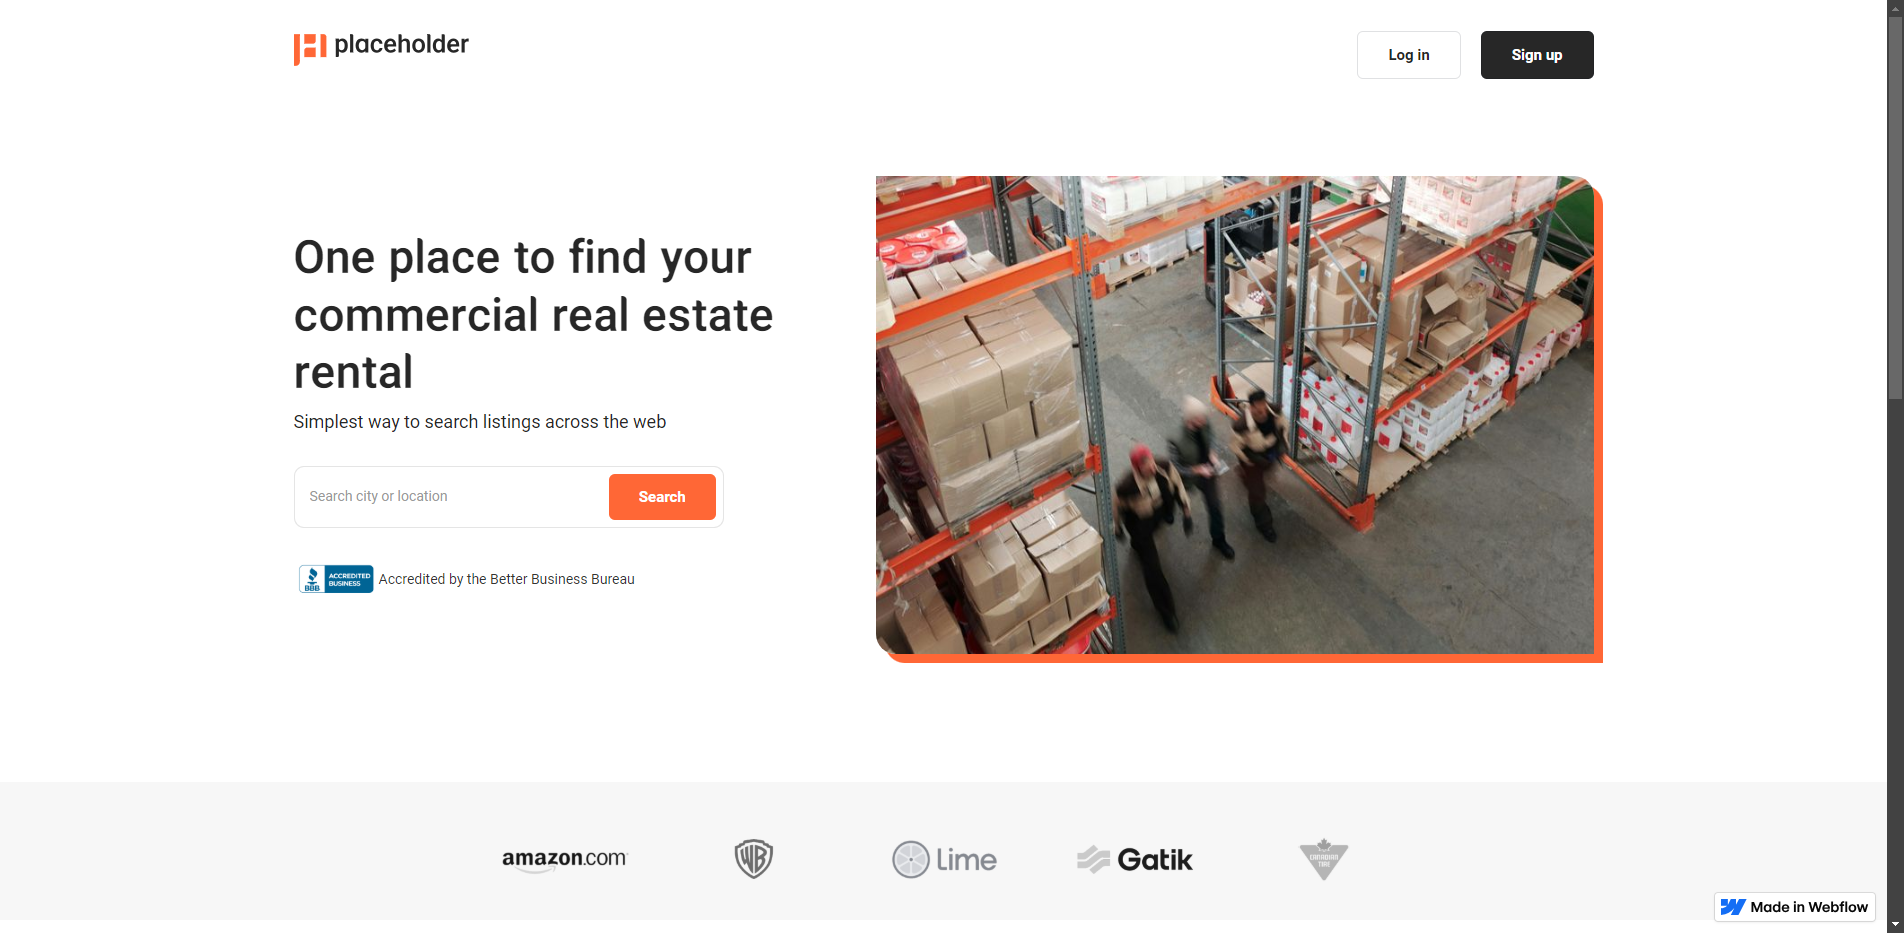 placeholder
Log in
Sign up
One place to find your
commercial real estate
rental
Simplest way to search listings across the web
Search city or location
Search
BBB
ACCREDITED
BUSINESS
Accredited by the Better Business Bureau
amazon.com
WB
Lime
Gatik
CANADIAN
TIRE
Made in Webflow